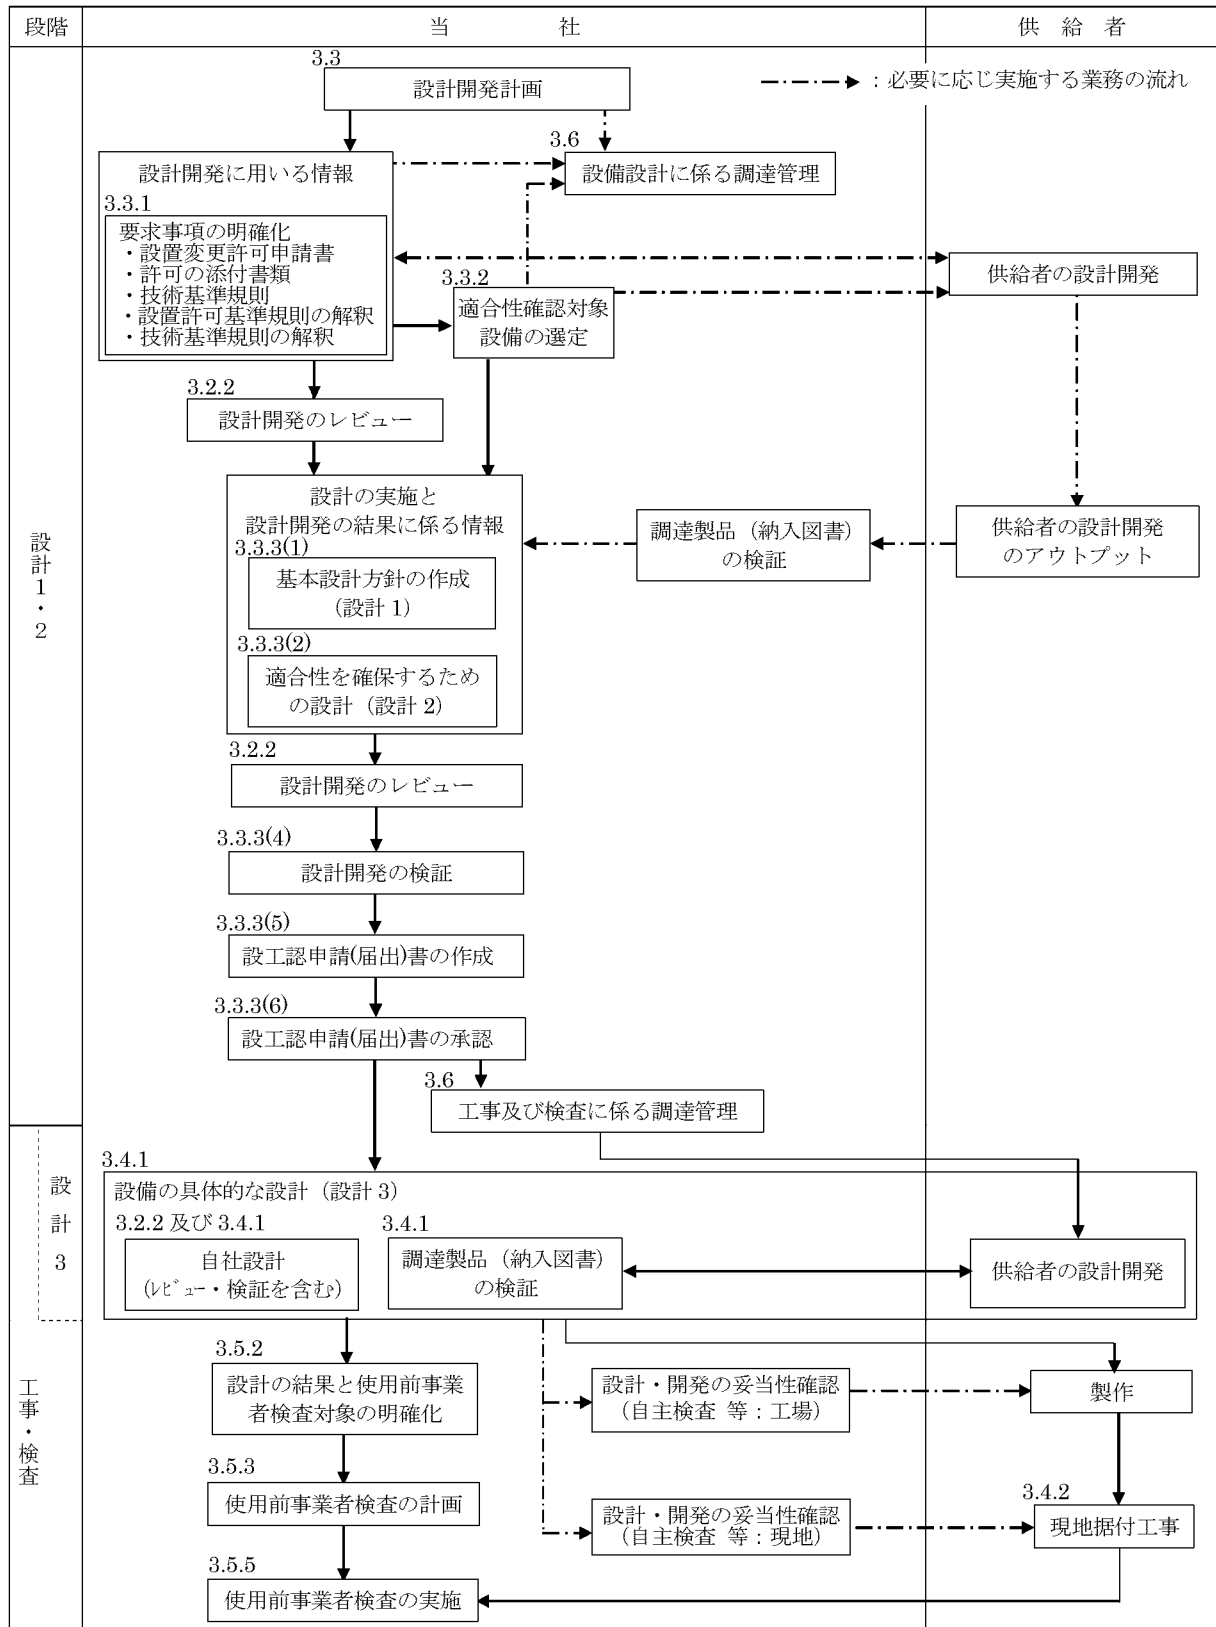 段階
当　　　社
供　給　者
3.3
設計開発計画
：必要に応じ実施する業務の流れ
3.6
設備設計に係る調達管理
設計開発に用いる情報
3.3.1
要求事項の明確化
・設置変更許可申請書
・許可の添付書類
・技術基準規則
・設置許可基準規則の解釈
・技術基準規則の解釈
3.3.2
適合性確認対象
設備の選定
供給者の設計開発
3.2.2
設計開発のレビュー
設計の実施と
設計開発の結果に係る情報
3.3.3(1)
基本設計方針の作成
(設計 1)
3.3.3(2)
適合性を確保するため
の設計（設計 2）
調達製品（納入図書）
の検証
供給者の設計開発
のアウトプット
設計1・2
3.2.2
設計開発のレビュー
3.3.3(4)
設計開発の検証
3.3.3(5)
設工認申請(届出)書の作成
3.3.3(6)
設工認申請(届出)書の承認
3.6
工事及び検査に係る調達管理
設計3
3.4.1
設備の具体的な設計（設計 3）
3.2.2 及び 3.4.1
自社設計
(ﾚﾋﾞｭｰ・検証を含む)
3.4.1
調達製品（納入図書）
の検証
供給者の設計開発
工事・検査
3.5.2
設計の結果と使用前事業
者検査対象の明確化
設計・開発の妥当性確認
（自主検査 等：工場）
製作
3.5.3
使用前事業者検査の計画
設計・開発の妥当性確認
（自主検査 等：現地）
3.4.2
現地据付工事
3.5.5
使用前事業者検査の実施